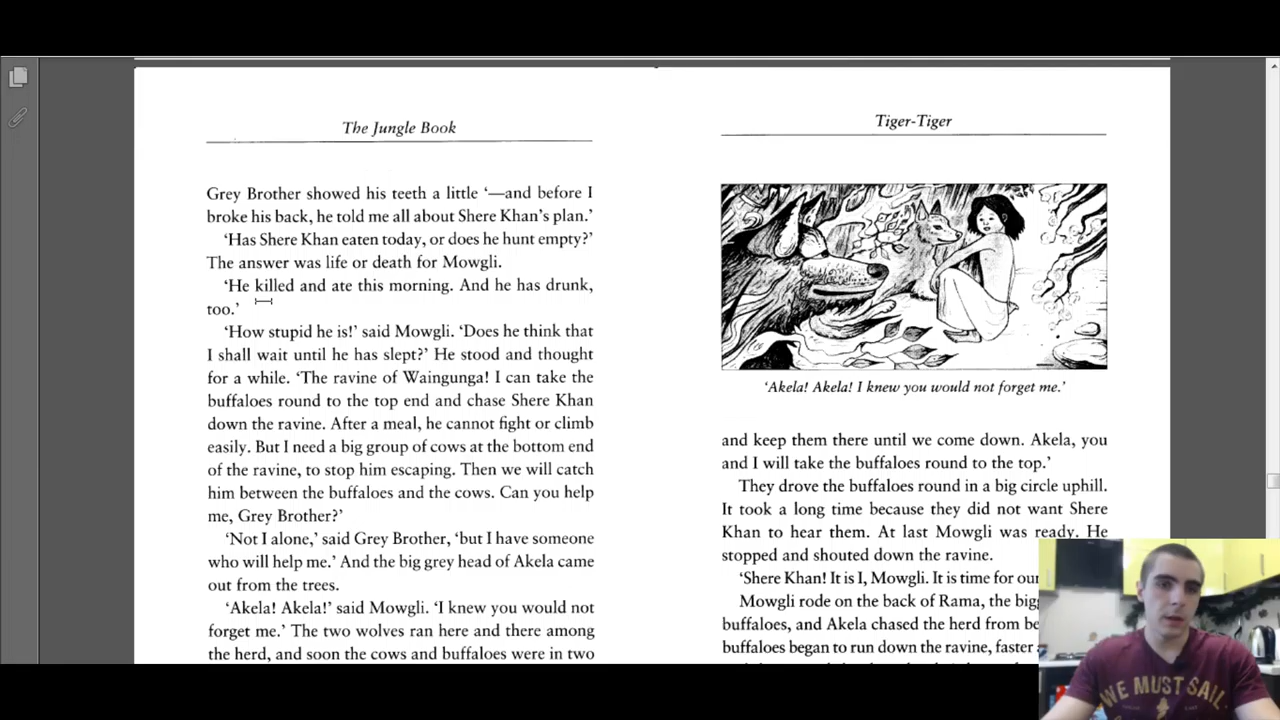 The Jungle Book
Grey Brother showed his teeth a little ‘—and before I
broke his back, he told me all about Shere Khan’s plan.’
‘Has Shere Khan eaten today, or does he hunt empty?’
The answer was life or death for Mowgli.
‘He killed and ate this morning. And he has drunk,
too.’
‘How stupid he is!’ said Mowgli. ‘Does he think that
I shall wait until he has slept?’ He stood and thought
for a while. ‘The ravine of Waingunga! I can take the
buffaloes round to the top end and chase Shere Khan
down the ravine. After a meal, he cannot fight or climb
easily. But I need a big group of cows at the bottom end
of the ravine, to stop him escaping. Then we will catch
him between the buffaloes and the cows. Can you help
me, Grey Brother?’
‘Not I alone,’ said Grey Brother, ‘but I have someone
who will help me.’ And the big grey head of Akela came
out from the trees.
‘Akela! Akela!’ said Mowgli. ‘I knew you would not
forget me.’ The two wolves ran here and there among
the herd, and soon the cows and buffaloes were in two
Tiger-Tiger
‘Akela! Akela! I knew you would not forget me.’
and keep them there until we come down. Akela, you
and I will take the buffaloes round to the top.’
They drove the buffaloes round in a big circle uphill.
It took a long time because they did not want Shere
Khan to hear them. At last Mowgli was ready. He
stopped and shouted down the ravine.
‘Shere Khan! It is I, Mowgli. It is time for our
Mowgli rode on the back of Rama, the
buffaloes, and Akela chased the herd from
buffaloes began to run down the ravine, faster
WE MUST SAIL